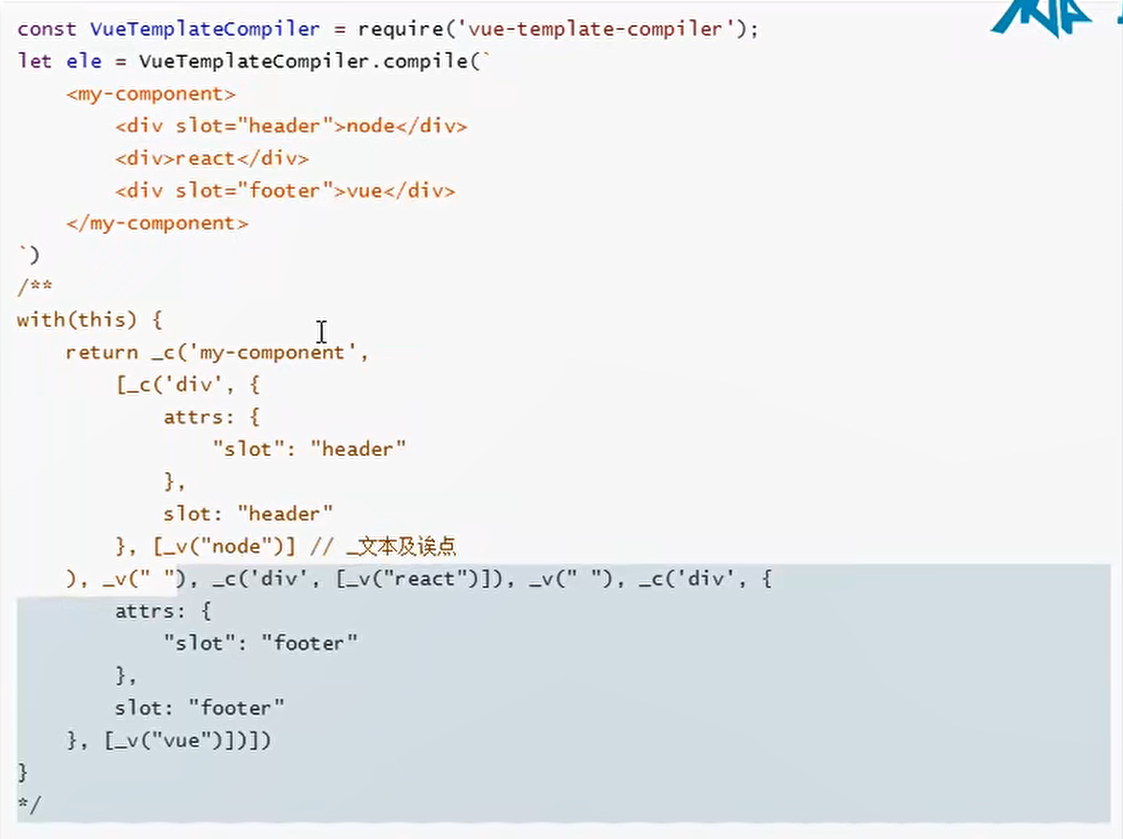 const VueTemplateCompiler = require('vue-template-compiler');
let ele = VueTemplateCompiler.compile(`
    <my-component>
        <div slot="header">node</div>
        <div>react</div>
        <div slot="footer">vue</div>
    </my-component>
`)
/**
with(this) {
    return _c('my-component',
        [_c('div', {
            attrs: {
                "slot": "header"
            },
            slot: "header"
        }, [_v("node")] // _文本及诶点
    ), _v(" "), _c('div', [_v("react")]), _v(" "), _c('div', {
        attrs: {
            "slot": "footer"
        },
        slot: "footer"
    }, [_v("vue")])])
}
*/